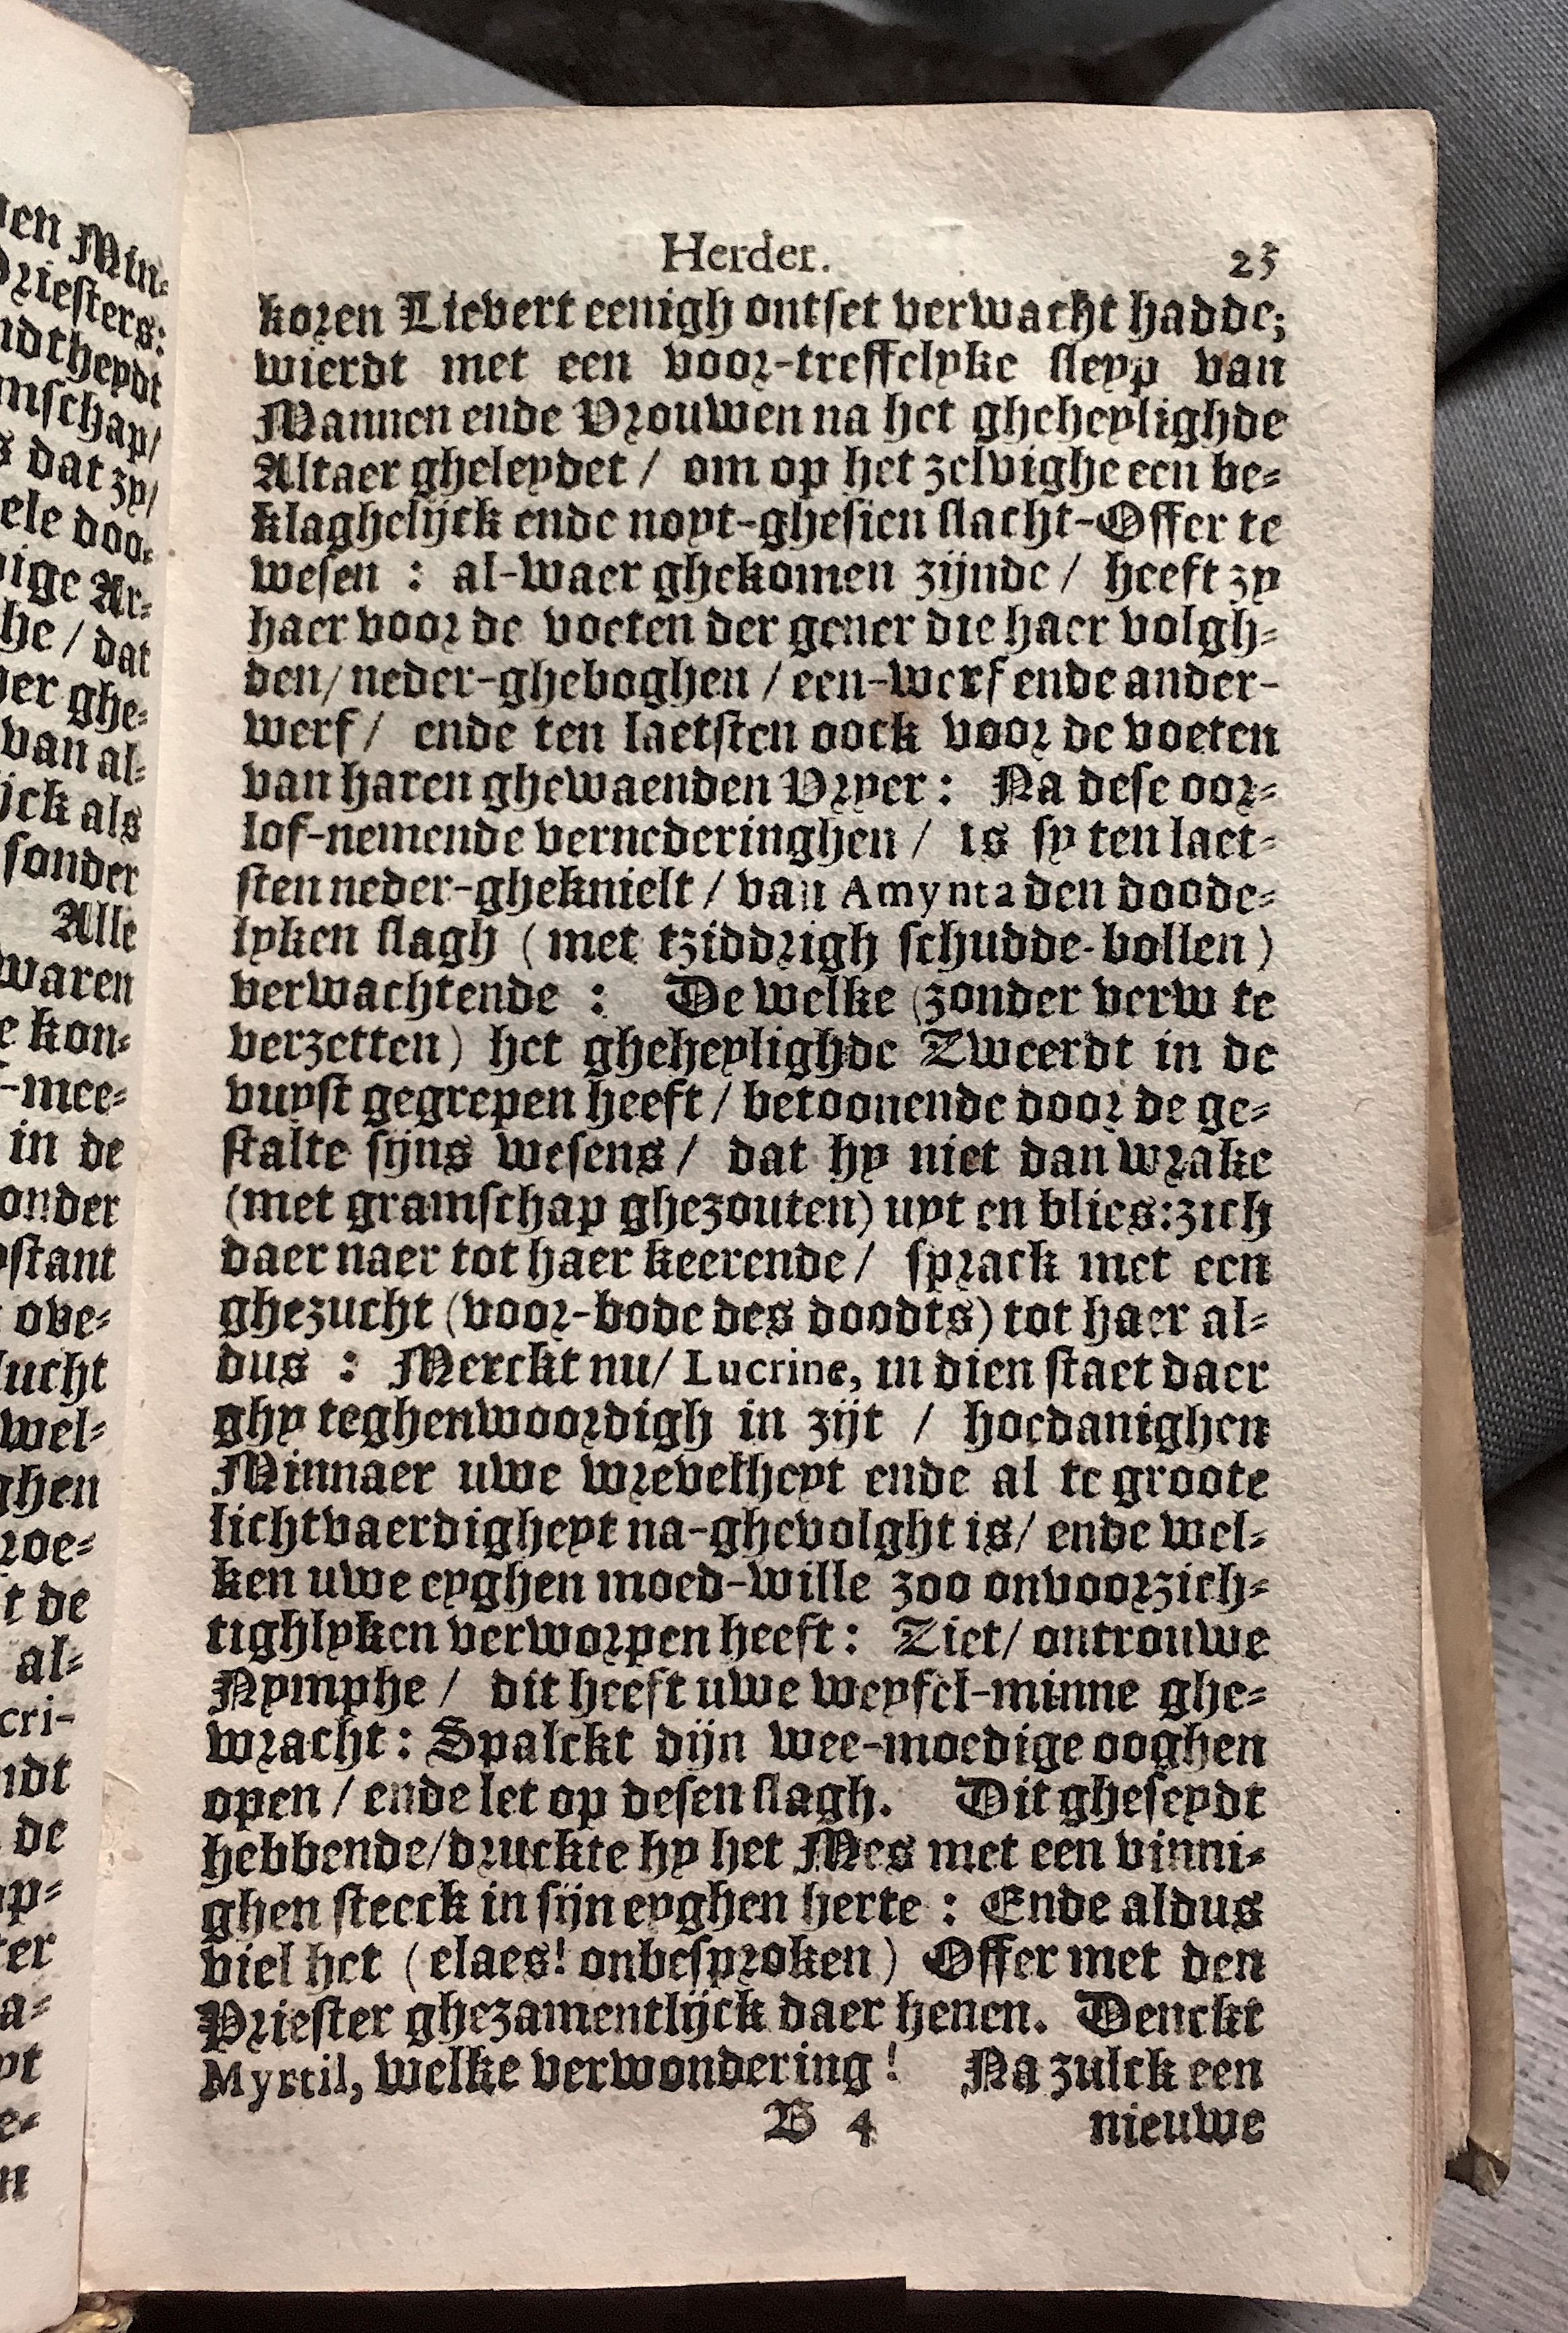 Herder. 25
koren Lievert eenigh ontset verwacht hadde;
wierdt met een voor-treffelyke sleyp van
Mannen ende Vrouwen na het gheheylighde
Altaer gheleydet / om op het zelvighe een be-
klaghelijck ende noyt-ghesien slacht-Offer te
wesen : al-waer ghekomen zijnde / heeft zy
haer voor de voeten der gener die haer volgh-
den / neder-gheboghen / een-werf ende ander-
werf / ende ten laetsten oock voor de voeten
van haren ghewaenden Vryer : Na dese oor-
lof-nemende vernederinghen / is sy ten laet-
sten neder-gheknielt / van Amynta den doode-
lyken slagh ( met tziddrigh schudde-bollen )
verwachtende : De welke (zonder verw te
verzetten) het gheheylighde Zweerdt in de
vuyst gegrepen heeft / betoonende door de ge-
stalte sijns wesens / dat hy niet dan wrake
(met gramschap ghezouten) uyt en blies: zich
daer naer tot haer keerende / sprack met een
ghezucht (voor-bode des doodts) tot haer al-
dus : Merckt nu / Lucrine, in dien staet daer
ghy teghenwoordigh in zijt / hoedanighen
Minnaer uwe wrevelheyt ende al te groote
lichtvaerdigheyt na-ghevolght is / ende wel-
ken uwe eyghen moed-wille zoo onvoorzich-
tighlyken verworpen heeft : Ziet / ontrouwe
Nymphe / dit heeft uwe weyfel-minne ghe-
wracht : Spalckt dijn wee-moedige ooghen
open / ende let op desen slagh. Dit gheseydt
hebbende / druckte hy het Mes met een vinni-
ghen steeck in sijn eyghen herte : Ende aldus
viel het ( elaes! onbesproken ) Offer met den
Priester ghezamentlijck daer henen. Denckt
Myrtil, welke verwondering ! Na zulck een
B 4 nieuwe